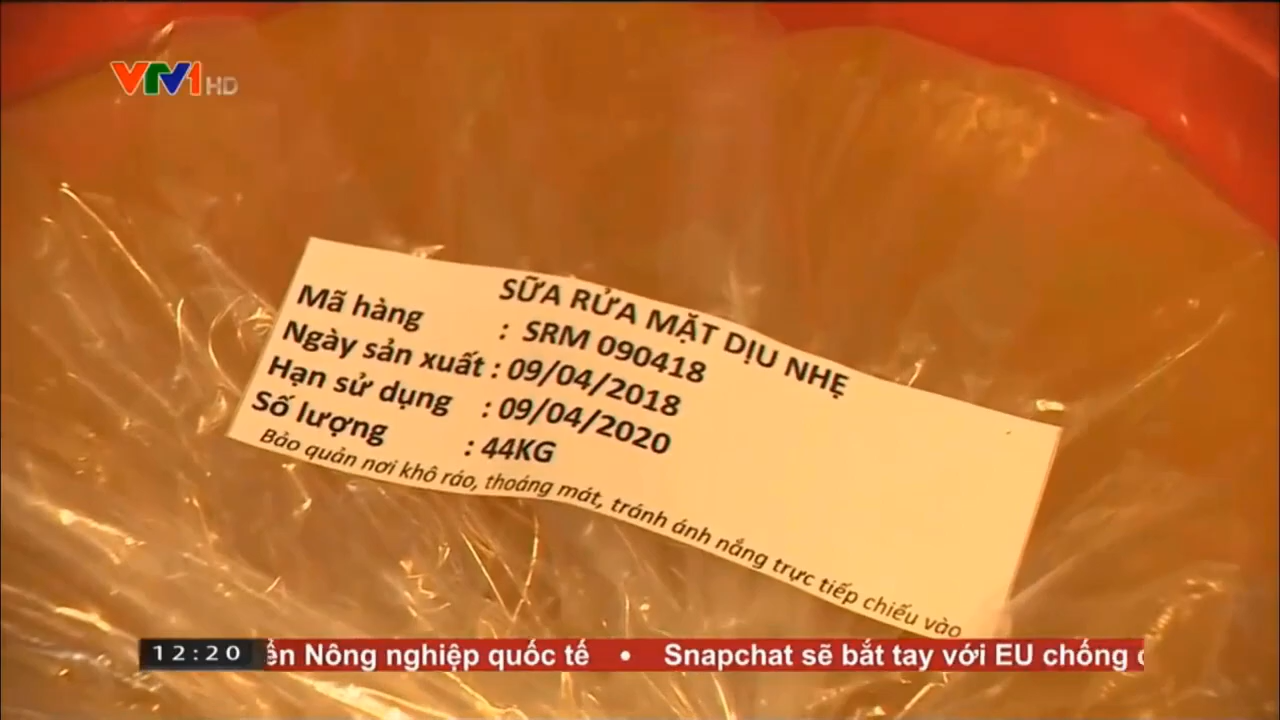 VTV1 HD
SỮA RỬA MẶT DỊU NHẸ
Mã hàng : SRM 090418
Ngày sản xuất : 09/04/2018
Hạn sử dụng : 09/04/2020
Số lượng : 44KG
Bảo quản nơi khô ráo, thoáng mát, tránh ánh nắng trực tiếp chiếu vào
12:20 Nông nghiệp quốc tế • Snapchat sẽ bắt tay với EU chống